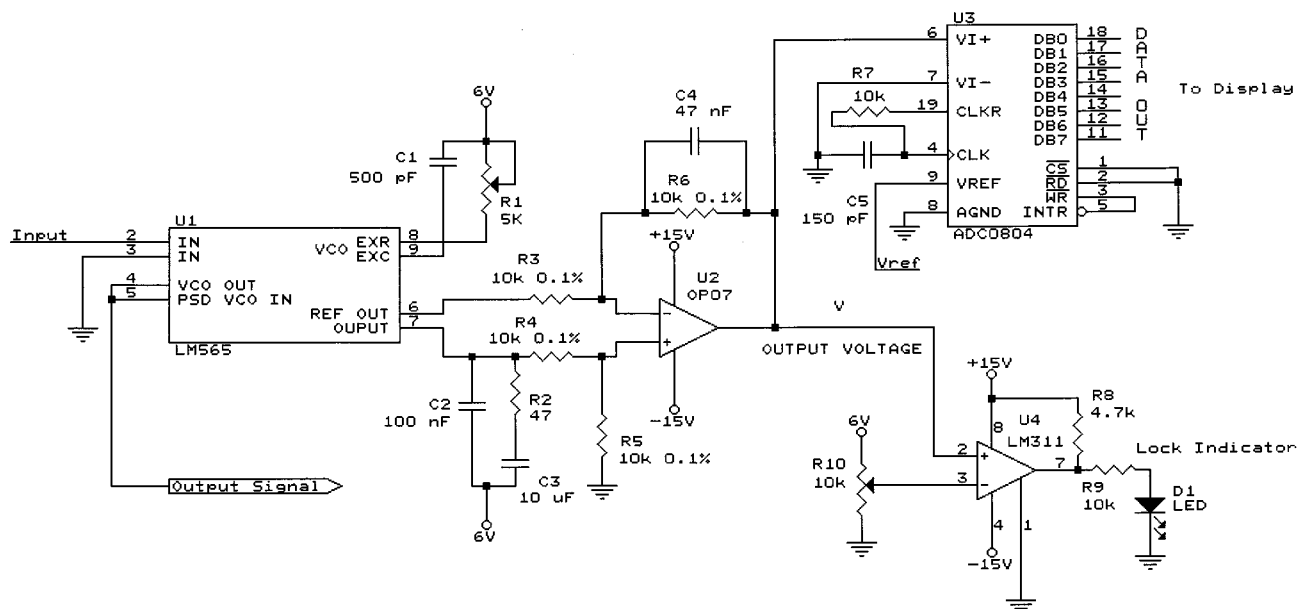 U3
6 VI+ DB0 18 D
DB1 17 A
DB2 16 T
7 VI- DB3 15 A
DB4 14
19 CLKR DB5 13 O
DB6 12 U
DB7 11 T
To Display
4 CLK
9 VREF
8 AGND
CS 1
RD 2
WR 3
INTR 5
ADC0804
R7
10k
C5
150 pF
Vref
6V
C1
500 pF
R1
5K
C4
47 nF
R6
10k 0.1%
U1
Input
2 IN
3 IN
4 VCO OUT
5 PSD VCO IN
VCO EXR 8
EXC 9
REF OUT 6
OUPUT 7
LM565
R3
10k 0.1%
R4
10k 0.1%
+15V
U2
OP07
-
+
-15V
V
OUTPUT VOLTAGE
C2
100 nF
R2
47
C3
10 uF
6V
R5
10k 0.1%
Output Signal
+15V
8
U4
LM311
R8
4.7k
6V
R10
10k
2 +
3 -
7
4
1
-15V
R9
10k
Lock Indicator
D1
LED